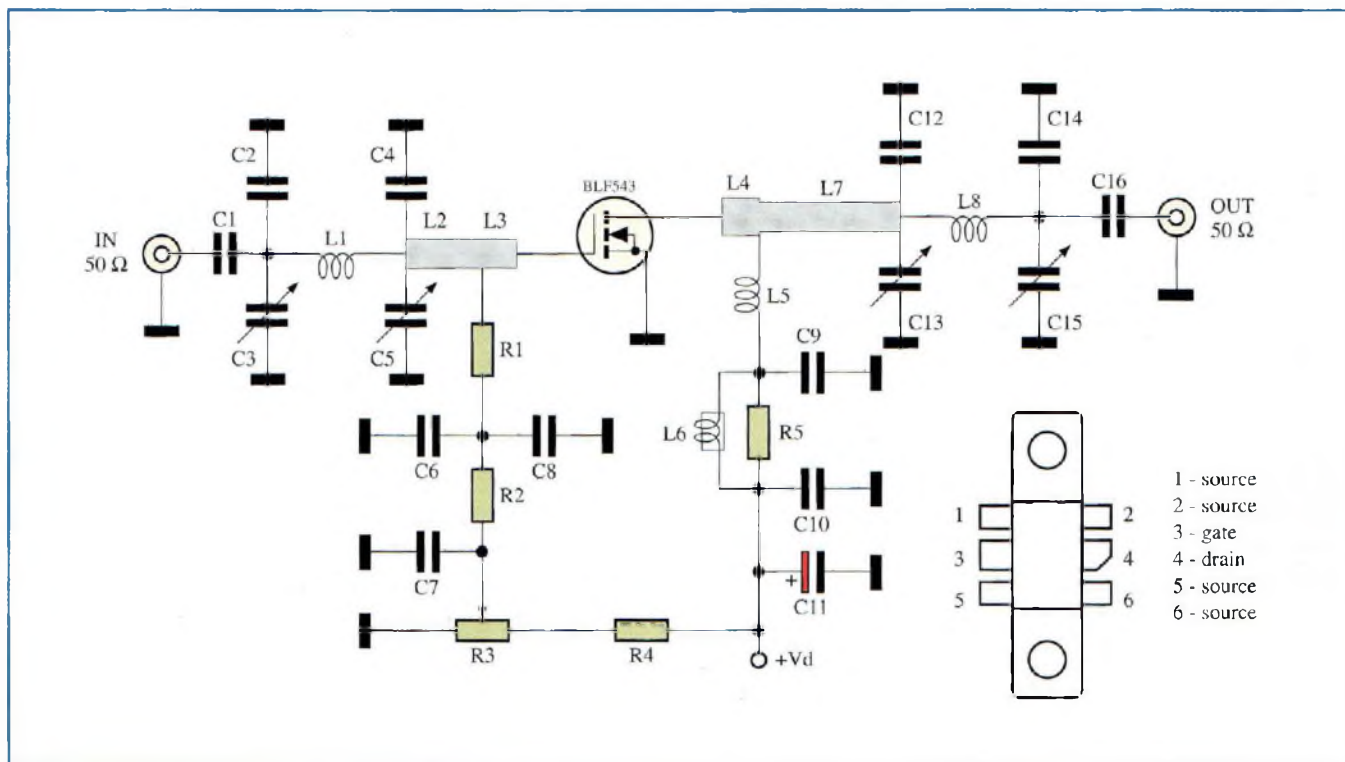 C12
C14
C2
C4
BLF543
L4
L7
C16
C1
L2
L3
L8
IN
50 Ω
L1
OUT
50 Ω
L5
C3
C5
R1
C9
C13
C15
L6
R5
C6
C8
R2
C10
C7
+
C11
R3
R4
+Vd
1
2
3
4
5
6
1 - source
2 - source
3 - gate
4 - drain
5 - source
6 - source